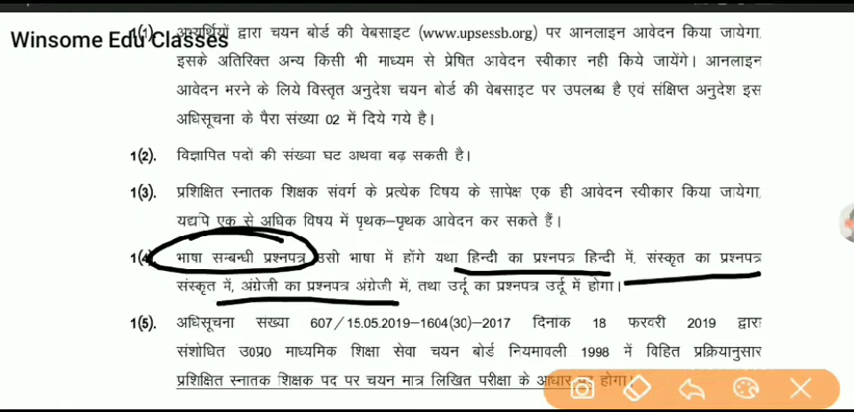 1(1). अभ्यर्थियों द्वारा चयन बोर्ड की वेबसाइट (www.upsessb.org) पर आनलाइन आवेदन किया जायेगा,
Winsome Edu Classes
इसके अतिरिक्त अन्य किसी भी माध्यम से प्रेषित आवेदन स्वीकार नही किये जायेंगे। आनलाइन
आवेदन भरने के लिये विस्तृत अनुदेश चयन बोर्ड की वेबसाइट पर उपलब्ध है एवं संक्षिप्त अनुदेश इस
अधिसूचना के पैरा संख्या 02 में दिये गये है।
1(2). विज्ञापित पदों की संख्या घट अथवा बढ़ सकती है।
1(3). प्रशिक्षित स्नातक शिक्षक संवर्ग के प्रत्येक विषय के सापेक्ष एक ही आवेदन स्वीकार किया जायेगा,
यद्यपि एक से अधिक विषय में पृथक–पृथक आवेदन कर सकते हैं।
1(4) भाषा सम्बन्धी प्रश्नपत्र उसी भाषा में होंगे यथा हिन्दी का प्रश्नपत्र हिन्दी में, संस्कृत का प्रश्नपत्र
संस्कृत में, अंग्रेजी का प्रश्नपत्र अंग्रेजी में, तथा उर्दू का प्रश्नपत्र उर्दू में होगा।
1(5). अधिसूचना संख्या 607/15.05.2019–1604(30)–2017 दिनांक 18 फरवरी 2019 द्वारा
संशोधित उ0प्र0 माध्यमिक शिक्षा सेवा चयन बोर्ड नियमावली 1998 में विहित प्रक्रियानुसार
प्रशिक्षित स्नातक शिक्षक पद पर चयन मात्र लिखित परीक्षा के आधार पर होगा।